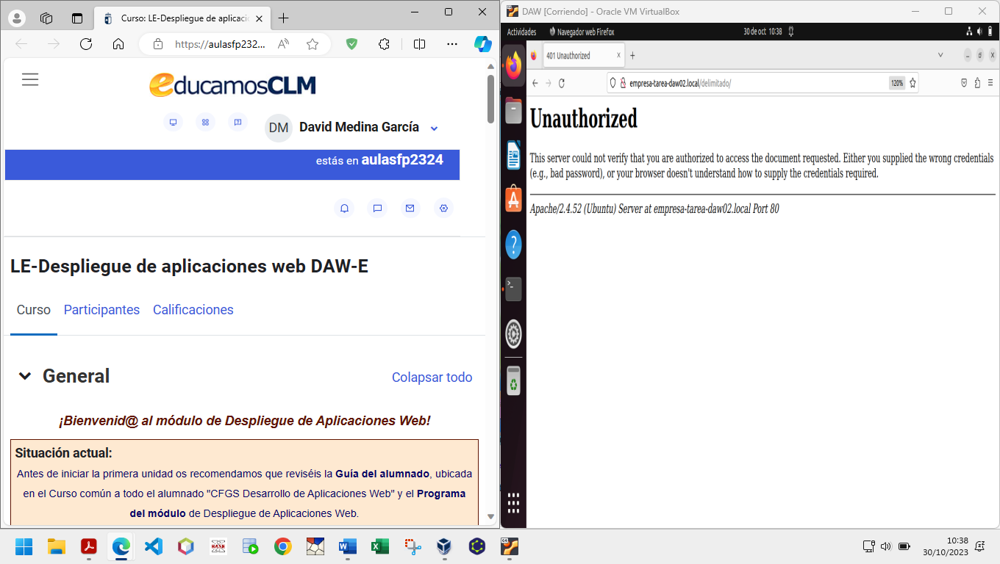 Curso: LE-Despliegue de aplicaci
https://aulasfp232...
educamosCLM
DM David Medina García
estás en aulasfp2324
LE-Despliegue de aplicaciones web DAW-E
Curso Participantes Calificaciones
General Colapsar todo
¡Bienvenid@ al módulo de Despliegue de Aplicaciones Web!
Situación actual:
Antes de iniciar la primera unidad os recomendamos que reviséis la Guía del alumnado, ubicada
en el Curso común a todo el alumnado "CFGS Desarrollo de Aplicaciones Web" y el Programa
del módulo de Despliegue de Aplicaciones Web.
DAW [Corriendo] - Oracle VM VirtualBox
Actividades Navegador web Firefox 30 de oct 10:38
401 Unauthorized
empresa-tarea-daw02.local/delimitado/ 120%
Unauthorized
This server could not verify that you are authorized to access the document requested. Either you supplied the wrong credentials
(e.g., bad password), or your browser doesn't understand how to supply the credentials required.
Apache/2.4.52 (Ubuntu) Server at empresa-tarea-daw02.local Port 80
10:38
30/10/2023